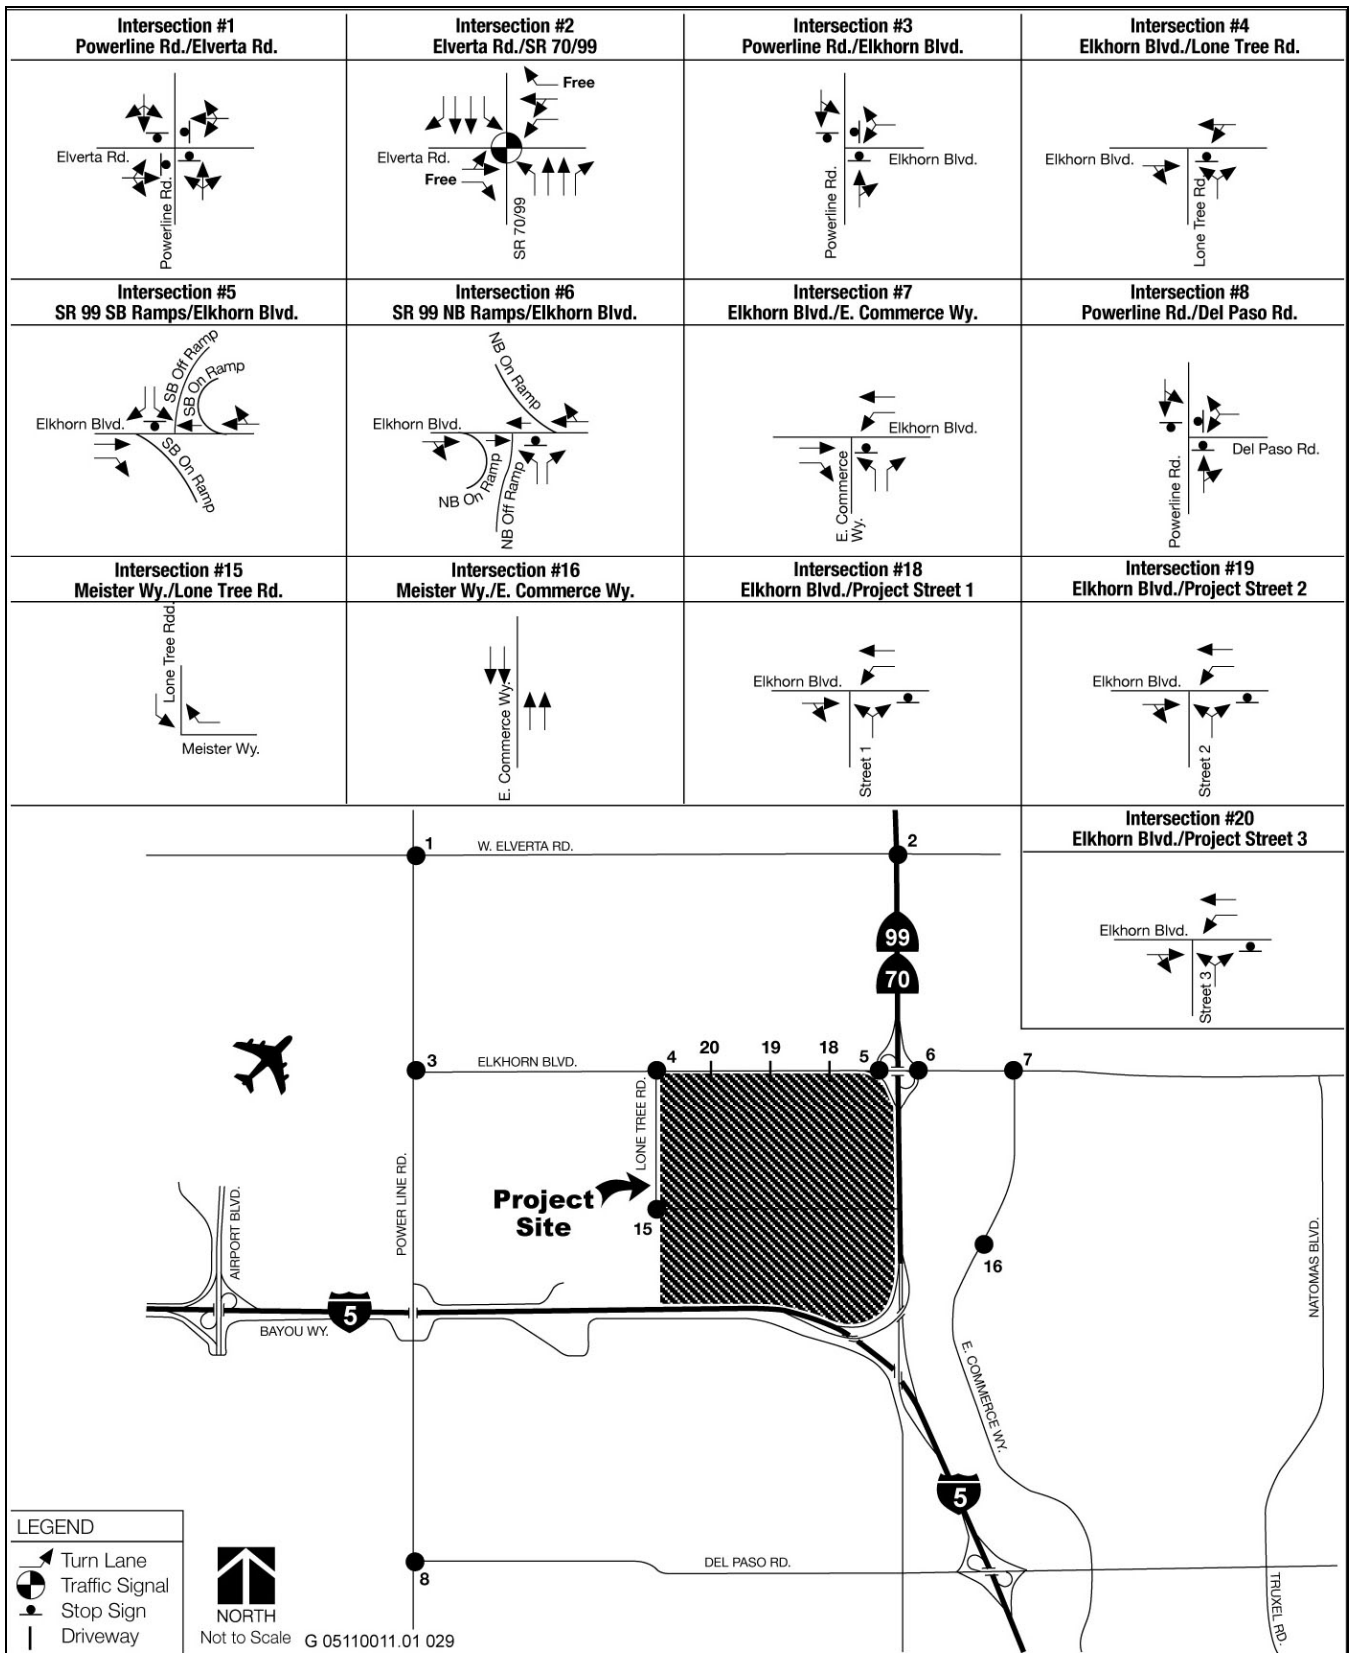 Intersection #1
Powerline Rd./Elverta Rd.
Elverta Rd.
Powerline Rd.
Intersection #2
Elverta Rd./SR 70/99
Free
Elverta Rd.
Free
SR 70/99
Intersection #3
Powerline Rd./Elkhorn Blvd.
Elkhorn Blvd.
Powerline Rd.
Intersection #4
Elkhorn Blvd./Lone Tree Rd.
Elkhorn Blvd.
Lone Tree Rd.
Intersection #5
SR 99 SB Ramps/Elkhorn Blvd.
SB Off Ramp
SB On Ramp
Elkhorn Blvd.
SB On Ramp
Intersection #6
SR 99 NB Ramps/Elkhorn Blvd.
NB On Ramp
Elkhorn Blvd.
NB On Ramp
NB Off Ramp
Intersection #7
Elkhorn Blvd./E. Commerce Wy.
Elkhorn Blvd.
E. Commerce
Wy.
Intersection #8
Powerline Rd./Del Paso Rd.
Del Paso Rd.
Powerline Rd.
Intersection #15
Meister Wy./Lone Tree Rd.
Lone Tree Rdd.
Meister Wy.
Intersection #16
Meister Wy./E. Commerce Wy.
E. Commerce Wy.
Intersection #18
Elkhorn Blvd./Project Street 1
Elkhorn Blvd.
Street 1
Intersection #19
Elkhorn Blvd./Project Street 2
Elkhorn Blvd.
Street 2
Intersection #20
Elkhorn Blvd./Project Street 3
Elkhorn Blvd.
Street 3
1
W. ELVERTA RD.
2
99
70
3
ELKHORN BLVD.
4
20
19
18
5
6
7
LONE TREE RD.
POWER LINE RD.
Project
Site
15
AIRPORT BLVD.
16
NATOMAS BLVD.
5
BAYOU WY.
E. COMMERCE WY.
5
8
DEL PASO RD.
TRUXEL RD.
LEGEND
Turn Lane
Traffic Signal
Stop Sign
Driveway
NORTH
Not to Scale
G 05110011.01 029